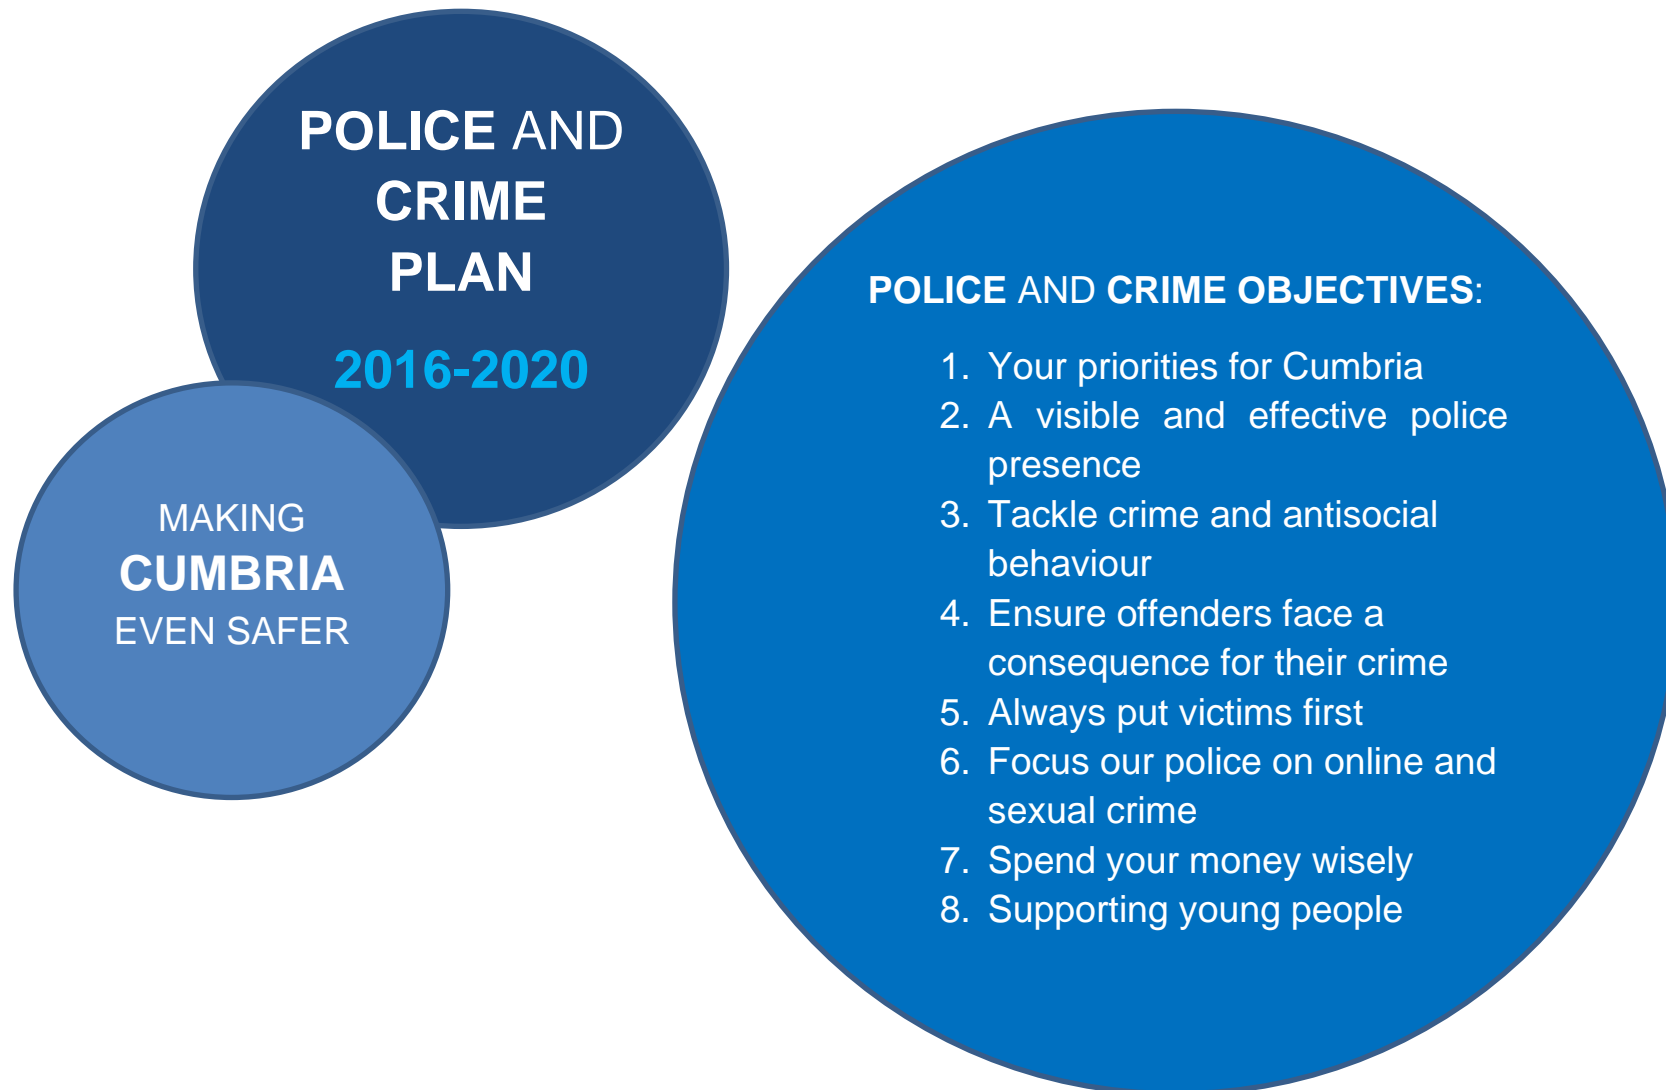 POLICE AND
CRIME
PLAN
2016-2020
MAKING
CUMBRIA
EVEN SAFER
POLICE AND CRIME OBJECTIVES:
1. Your priorities for Cumbria
2. A visible and effective police
presence
3. Tackle crime and antisocial
behaviour
4. Ensure offenders face a
consequence for their crime
5. Always put victims first
6. Focus our police on online and
sexual crime
7. Spend your money wisely
8. Supporting young people